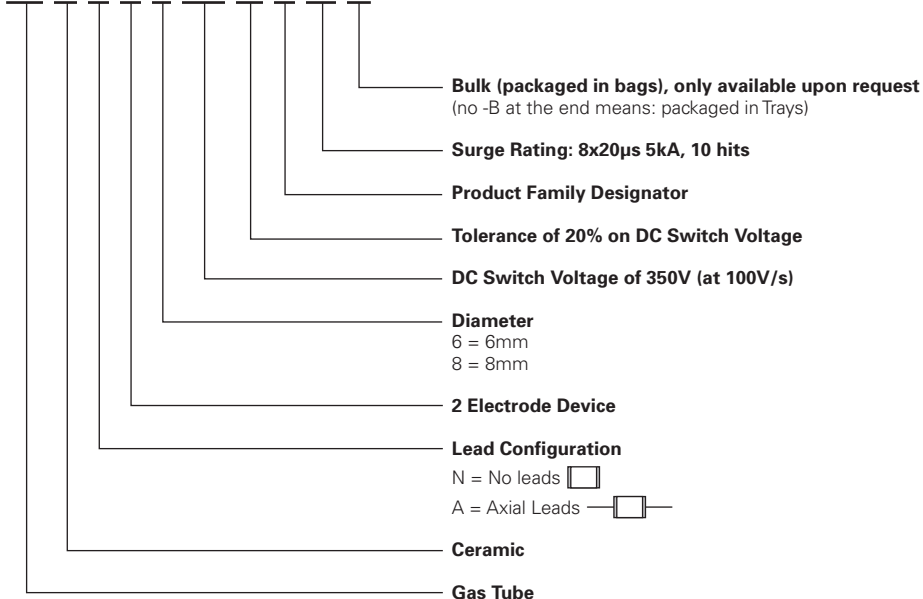 Bulk (packaged in bags), only available upon request
(no -B at the end means: packaged in Trays)
Surge Rating: 8x20µs 5kA, 10 hits
Product Family Designator
Tolerance of 20% on DC Switch Voltage
DC Switch Voltage of 350V (at 100V/s)
Diameter
6 = 6mm
8 = 8mm
2 Electrode Device
Lead Configuration
N = No leads
A = Axial Leads
Ceramic
Gas Tube